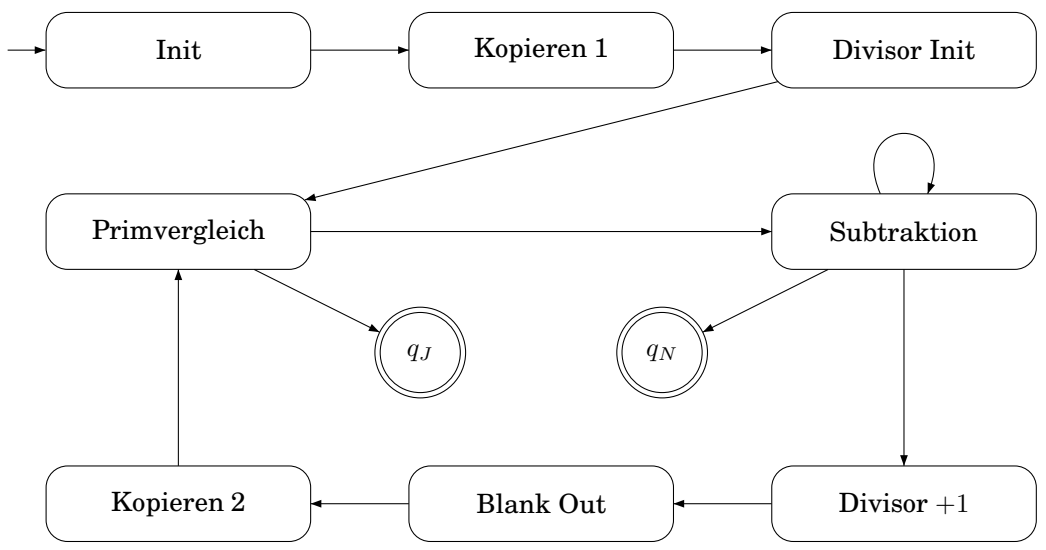 Init
Kopieren 1
Divisor Init
Primvergleich
Subtraktion
q_J
q_N
Kopieren 2
Blank Out
Divisor +1